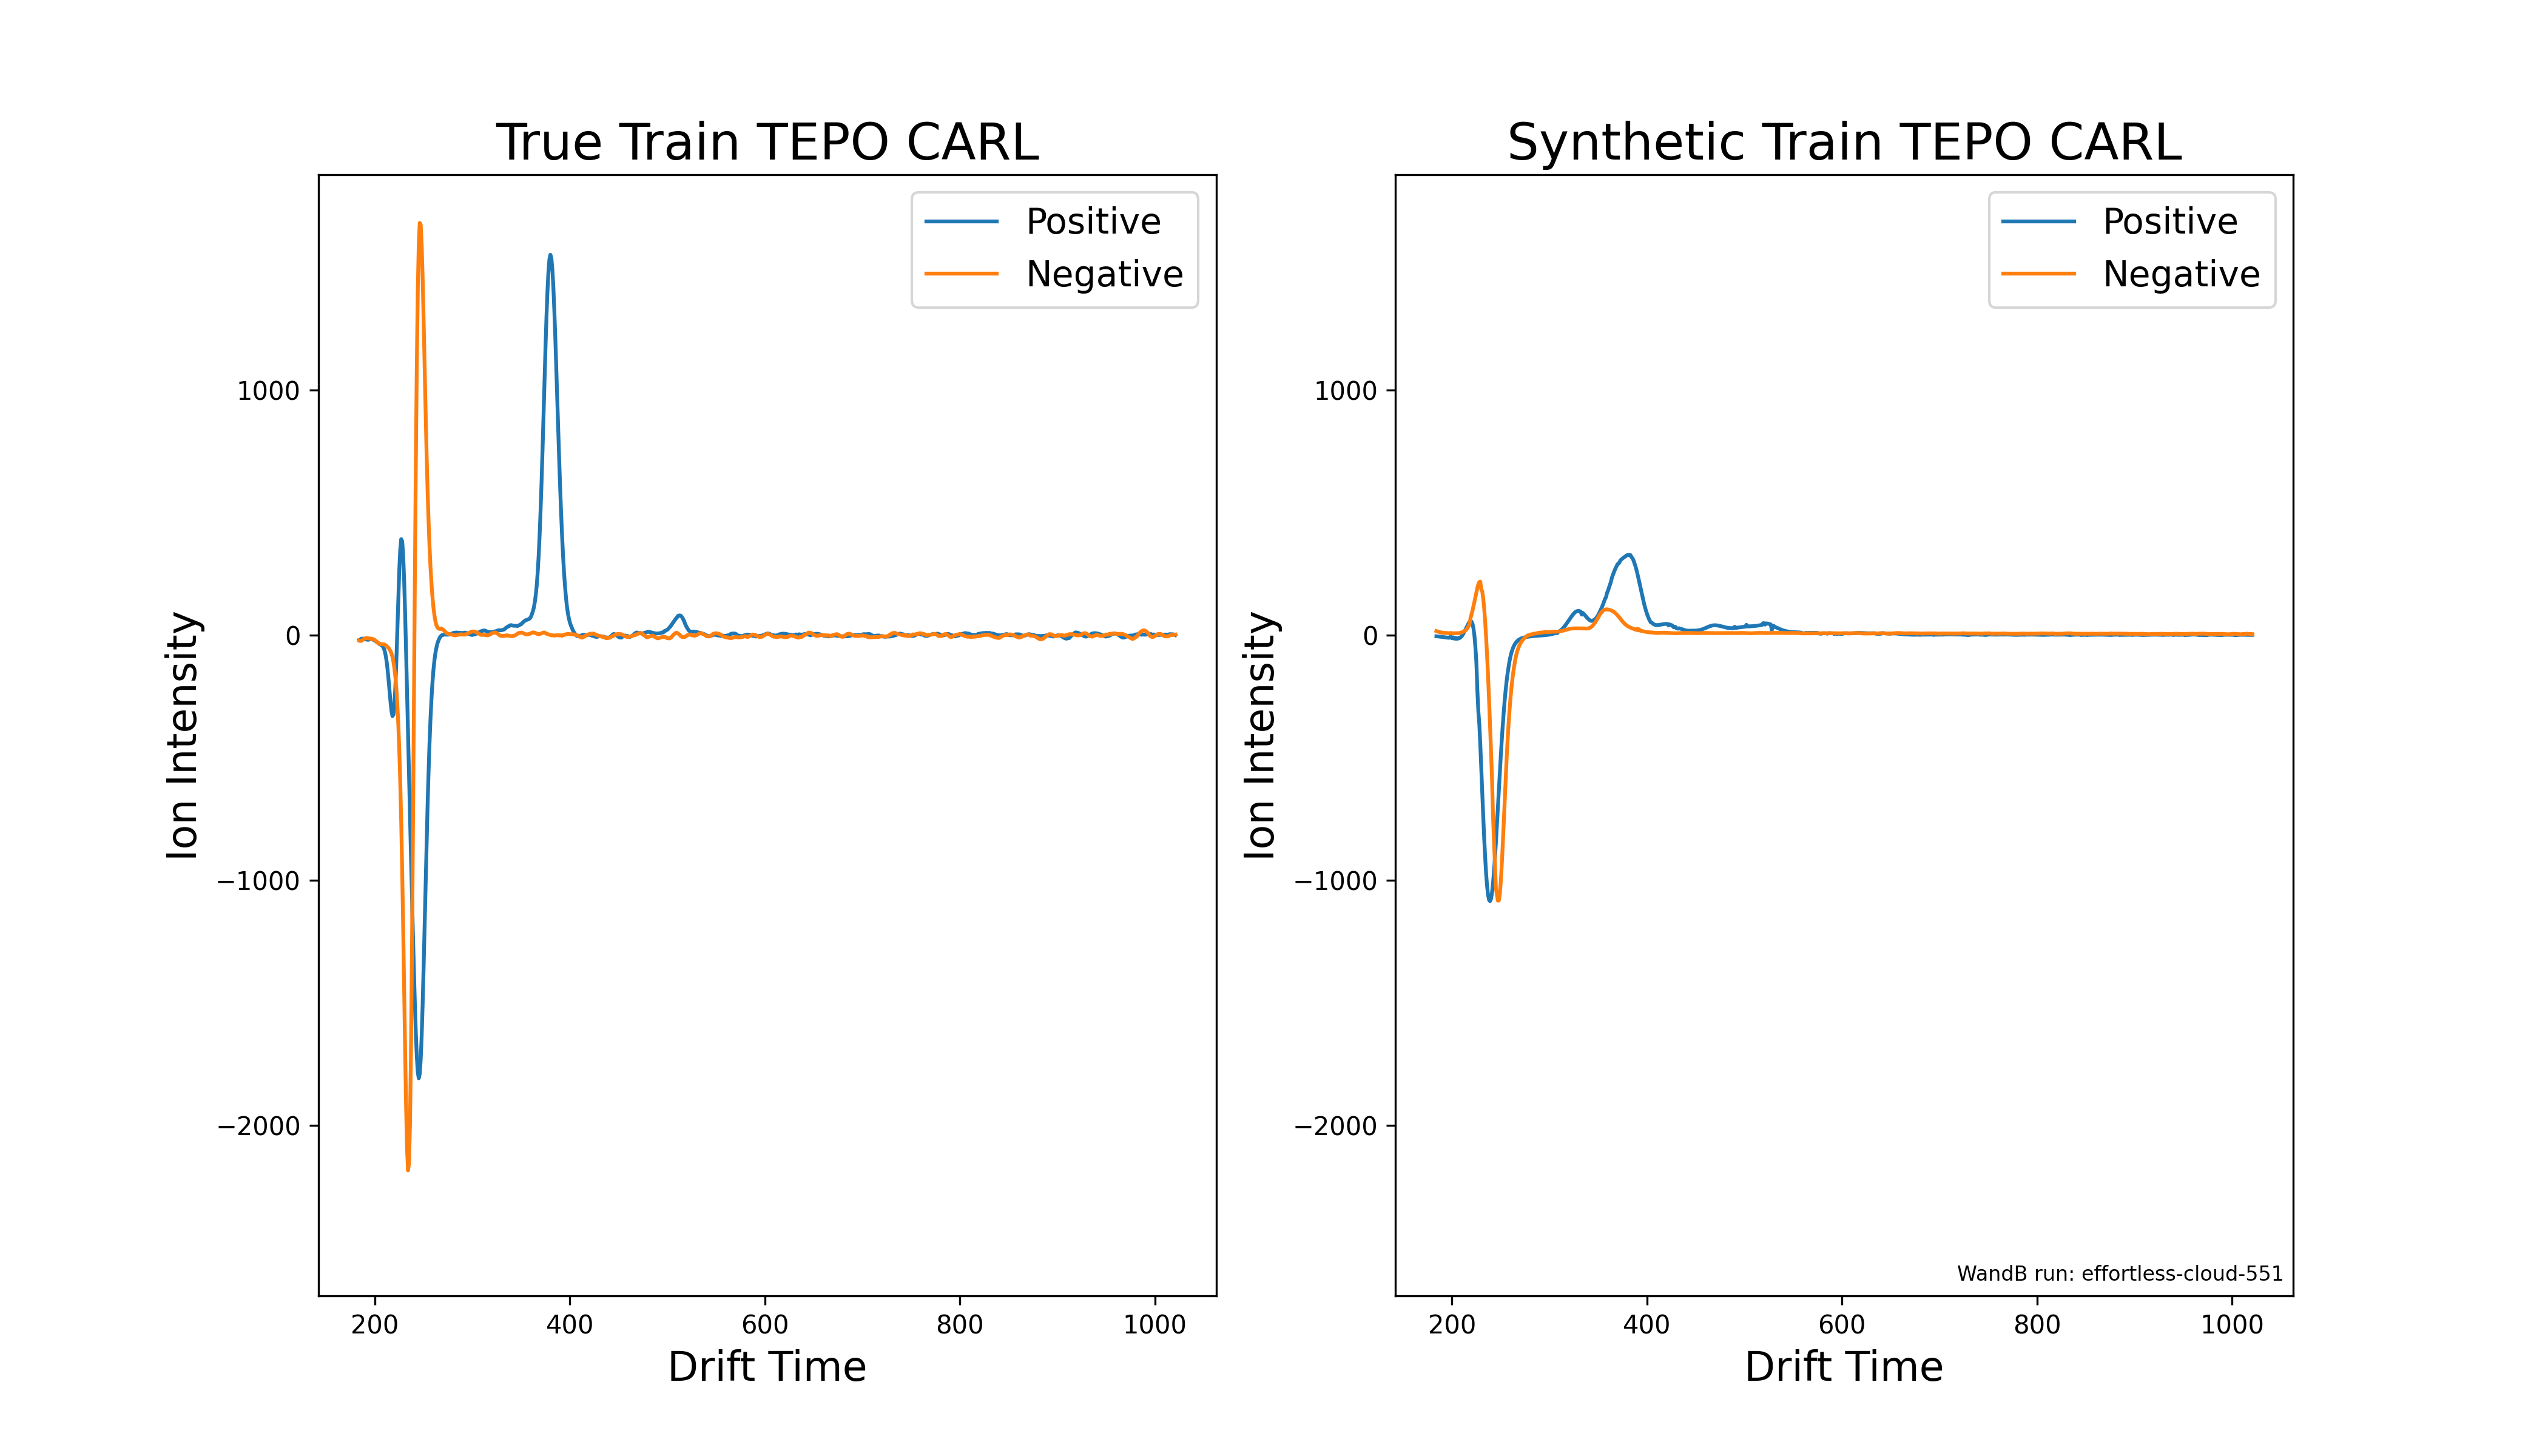 True Train TEPO CARL
Positive
Negative
1000
0
−1000
−2000
Ion Intensity
200 400 600 800 1000
Drift Time
Synthetic Train TEPO CARL
Positive
Negative
1000
0
−1000
−2000
Ion Intensity
WandB run: effortless-cloud-551
200 400 600 800 1000
Drift Time